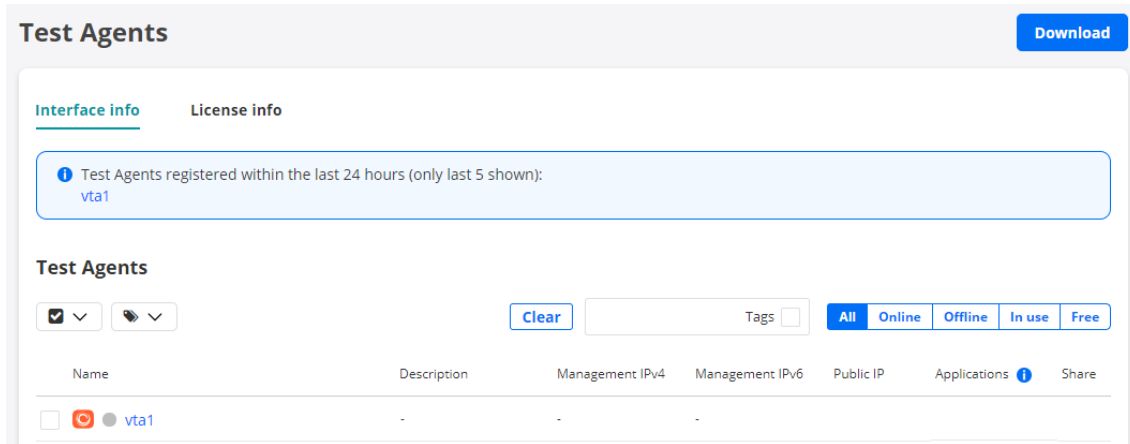 Test Agents
Download
Interface info License info
Test Agents registered within the last 24 hours (only last 5 shown):
vta1
Test Agents
Clear Tags All Online Offline In use Free
Name Description Management IPv4 Management IPv6 Public IP Applications Share
vta1 - - -